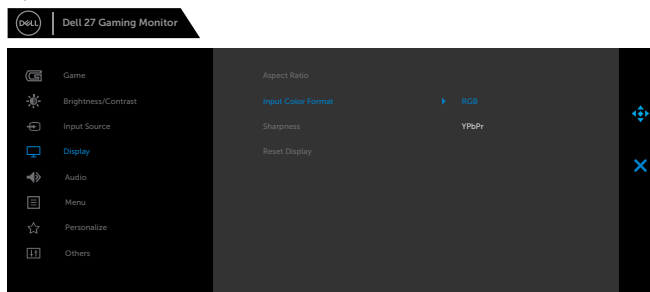 DELL
Dell 27 Gaming Monitor
Game
Aspect Ratio
Brightness/Contrast
Input Color Format
RGB
Input Source
Sharpness
YPbPr
Display
Reset Display
Audio
Menu
Personalize
Others